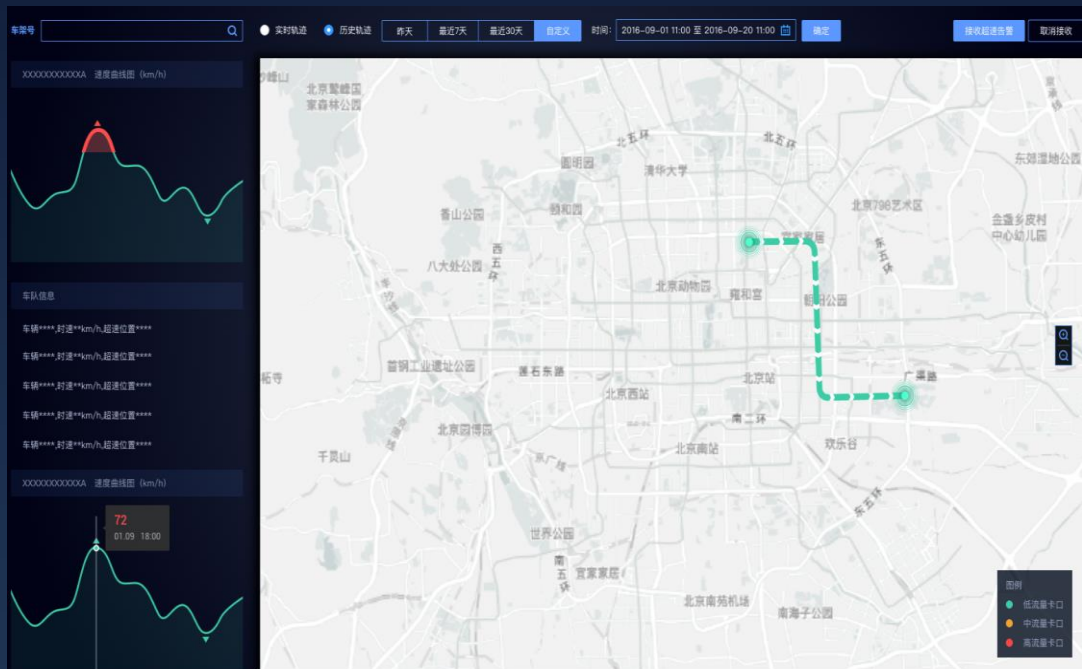 车架号
实时轨迹
历史轨迹
昨天
最近7天
最近30天
自定义
时间：
2016-09-01 11:00 至 2016-09-20 11:00
确定
接收超速告警
取消接收
XXXXXXXXXXXA 速度曲线图（km/h）
车队信息
车辆****,时速**km/h,超速位置****
车辆****,时速**km/h,超速位置****
车辆****,时速**km/h,超速位置****
车辆****,时速**km/h,超速位置****
车辆****,时速**km/h,超速位置****
XXXXXXXXXXXA 速度曲线图（km/h）
72
01.09 18:00
北京鹫峰国
家森林公园
北五环
北五环
圆明园
清华大学
东郊湿地公园
香山公园
颐和园
北京798艺术区
金盏乡皮村
中心幼儿园
宜家家居
西五环
东五环
八大处公园
北京动物园
雍和宫
朝阳公园
首钢工业遗址公园
莲石东路
北京站
广渠路
北京西站
南二环
北京园博园
北京南站
欢乐谷
千灵山
京广线
东五环
世界公园
南五环
宜家家居
北京南苑机场
南海子公园
图例
低流量卡口
中流量卡口
高流量卡口